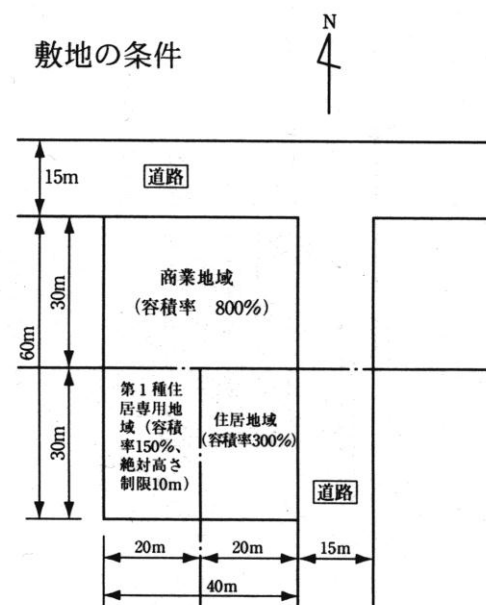 敷地の条件
N
15m
道路
商業地域
(容積率 800%)
30m
60m
第1種住
居専用地
域(容積
率150%、
絶対高さ
制限10m)
住居地域
(容積率300%)
30m
道路
20m
20m
15m
40m